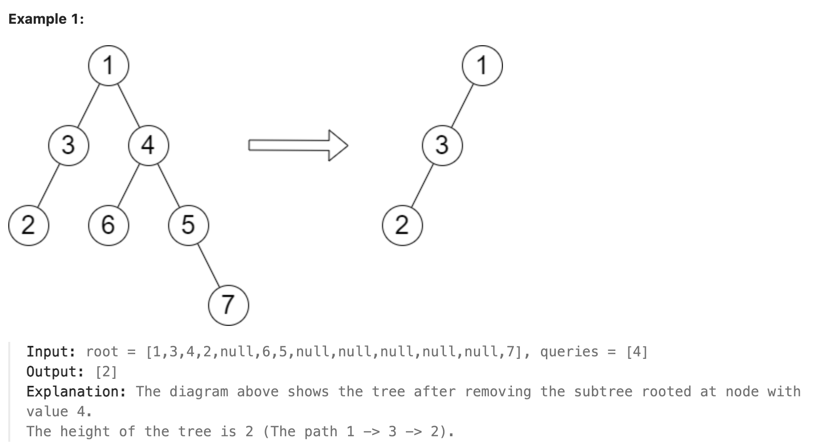 Example 1:
1 1
3 4 3
2 6 5 2
7
Input: root = [1,3,4,2,null,6,5,null,null,null,null,null,7], queries = [4]
Output: [2]
Explanation: The diagram above shows the tree after removing the subtree rooted at node with
value 4.
The height of the tree is 2 (The path 1 -> 3 -> 2).